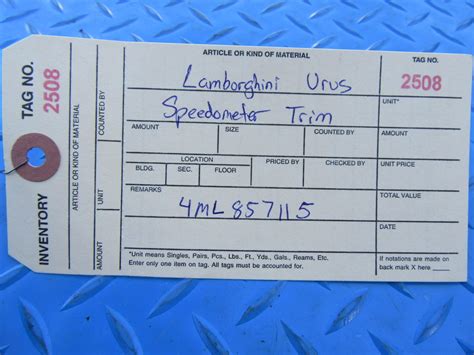 TAG NO.
2508
INVENTORY
ARTICLE OR KIND OF MATERIAL
COUNTED BY
UNIT
AMOUNT
ARTICLE OR KIND OF MATERIAL
Lamborghini Urus
Speedometer Trim
AMOUNT
SIZE
COUNTED BY
LOCATION
BLDG.
SEC.
FLOOR
PRICED BY
CHECKED BY
REMARKS
4ML857115
*Unit means Singles, Pairs, Pcs., Lbs., Ft., Yds., Gals., Reams, Etc.
Enter only one item on tag. All tags must be accounted for.
TAG NO.
2508
UNIT*
UNIT PRICE
TOTAL VALUE
DATE
If notations are made on
back mark X here